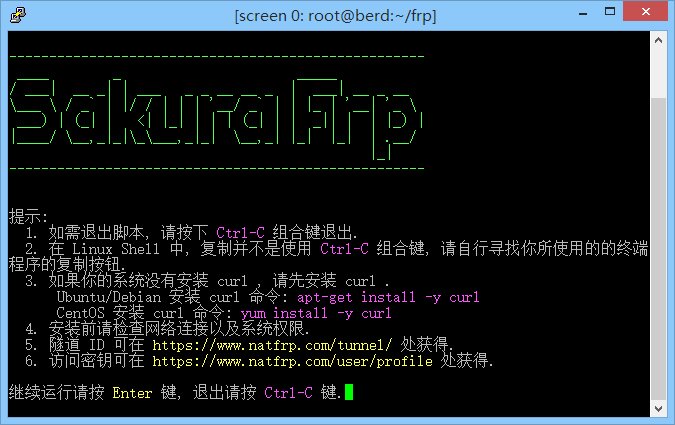 [screen 0: root@berd:~/frp]
Sakura Frp
提示:
1. 如需退出脚本, 请按下 Ctrl-C 组合键退出.
2. 在 Linux Shell 中, 复制并不是使用 Ctrl-C 组合键, 请自行寻找你所使用的的终端
程序的复制按钮.
3. 如果你的系统没有安装 curl , 请先安装 curl .
Ubuntu/Debian 安装 curl 命令: apt-get install -y curl
CentOS 安装 curl 命令: yum install -y curl
4. 安装前请检查网络连接以及系统权限.
5. 隧道 ID 可在 https://www.natfrp.com/tunnel/ 处获得.
6. 访问密钥可在 https://www.natfrp.com/user/profile 处获得.
继续运行请按 Enter 键, 退出请按 Ctrl-C 键.